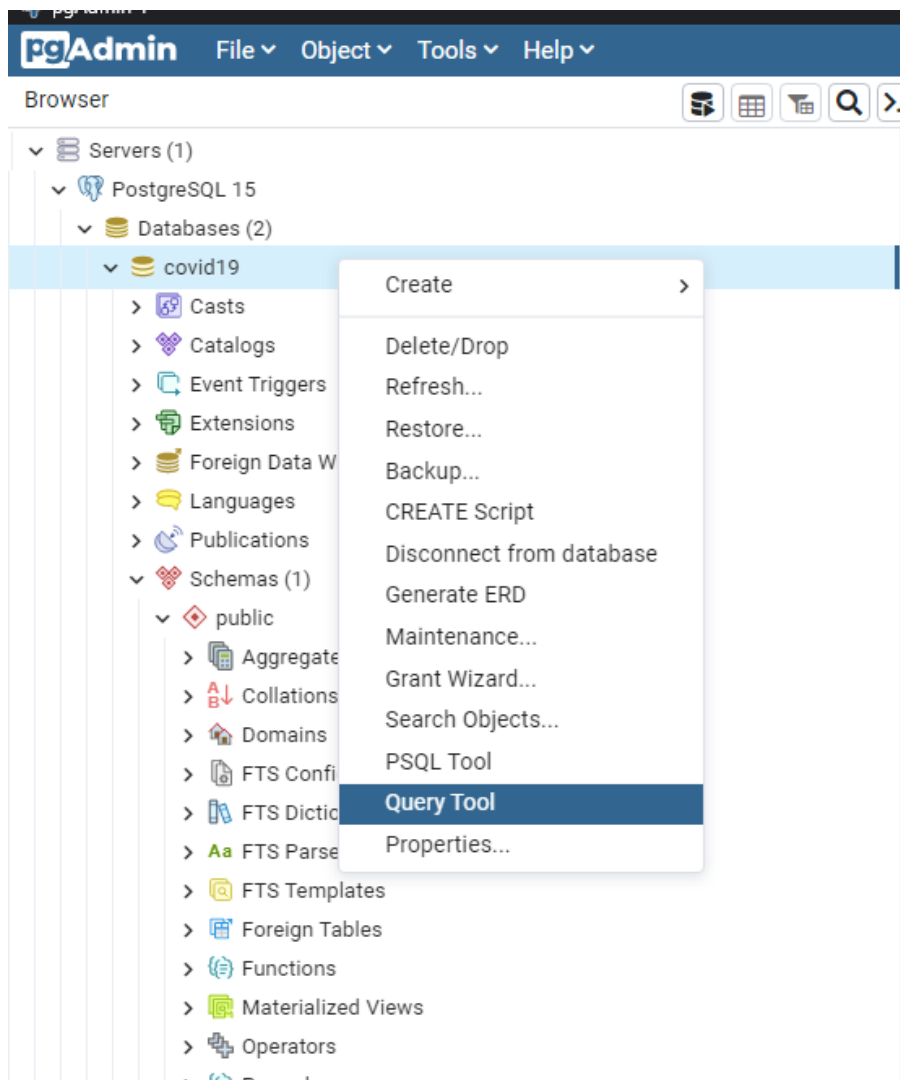 pgAdmin
File Object Tools Help
Browser
Servers (1)
PostgreSQL 15
Databases (2)
covid19
Casts
Catalogs
Event Triggers
Extensions
Foreign Data W
Languages
Publications
Schemas (1)
public
Aggregate
Collations
Domains
FTS Confi
FTS Dictic
FTS Parse
FTS Templates
Foreign Tables
Functions
Materialized Views
Operators
Create
Delete/Drop
Refresh...
Restore...
Backup...
CREATE Script
Disconnect from database
Generate ERD
Maintenance...
Grant Wizard...
Search Objects...
PSQL Tool
Query Tool
Properties...